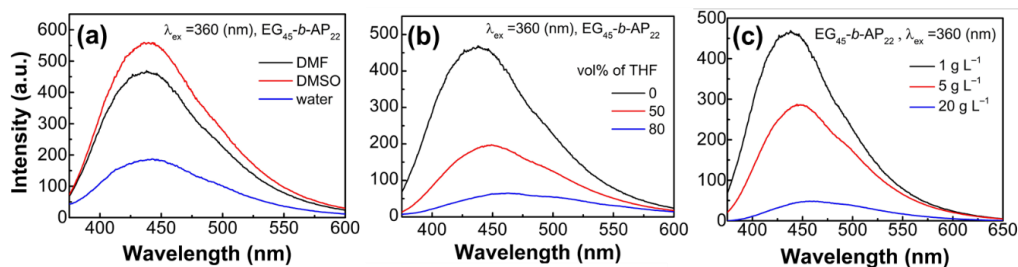 (a)
λex =360 (nm), EG45-b-AP22
DMF
DMSO
water
Intensity (a.u.)
600
500
400
300
200
100
0
400 450 500 550 600
Wavelength (nm)
(b)
λex =360 (nm), EG45-b-AP22
vol% of THF
0
50
80
500
400
300
200
100
0
400 450 500 550 600
Wavelength (nm)
(c)
EG45-b-AP22 , λex =360 (nm)
1 g L−1
5 g L−1
20 g L−1
500
400
300
200
100
0
400 450 500 550 600 650
Wavelength (nm)